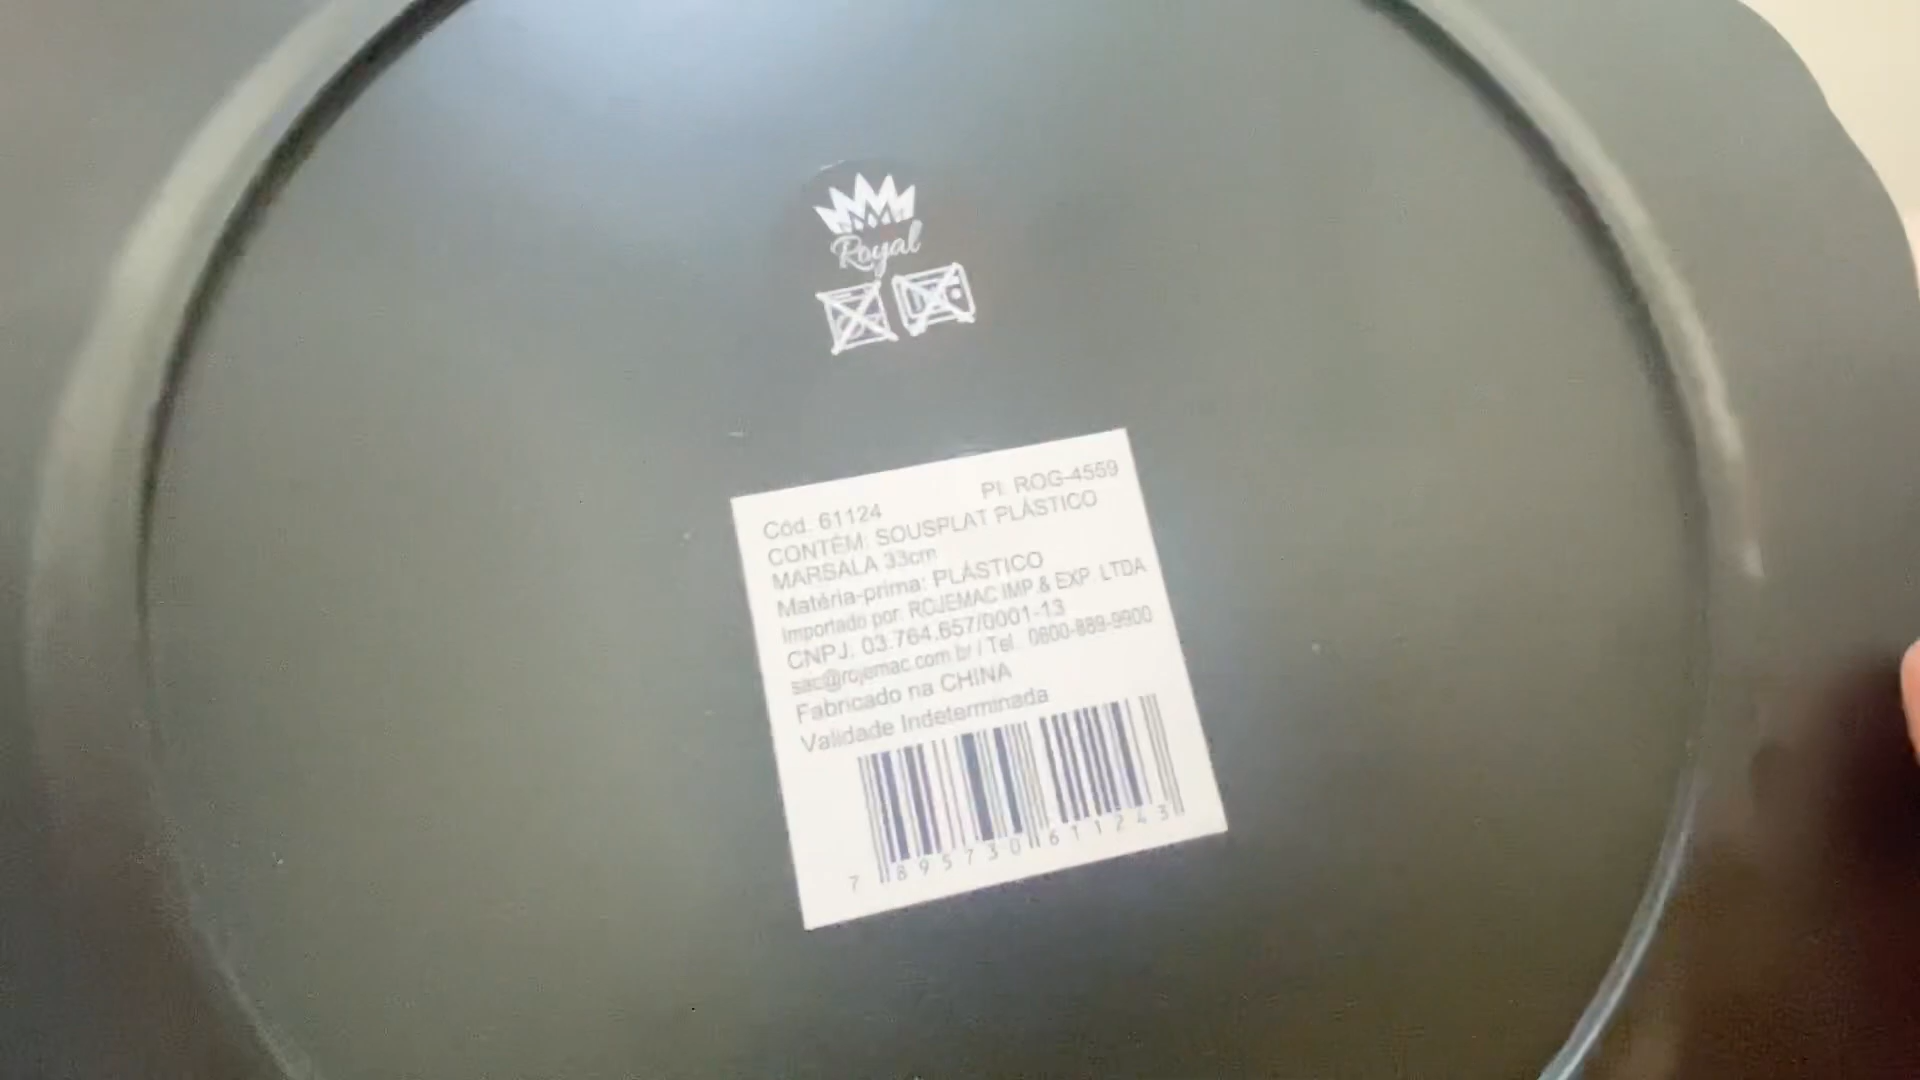 Royal
Cód. 61124 PI. ROG-4559
CONTÉM: SOUSPLAT PLÁSTICO
MARSALA 33cm
Matéria-prima: PLÁSTICO
Importado por: ROJEMAC IMP & EXP. LTDA
CNPJ. 03.764.657/0001-13
sac@rojemac.com.br / Tel. 0800-889-9900
Fabricado na CHINA
Validade Indeterminada
7 895730 611243